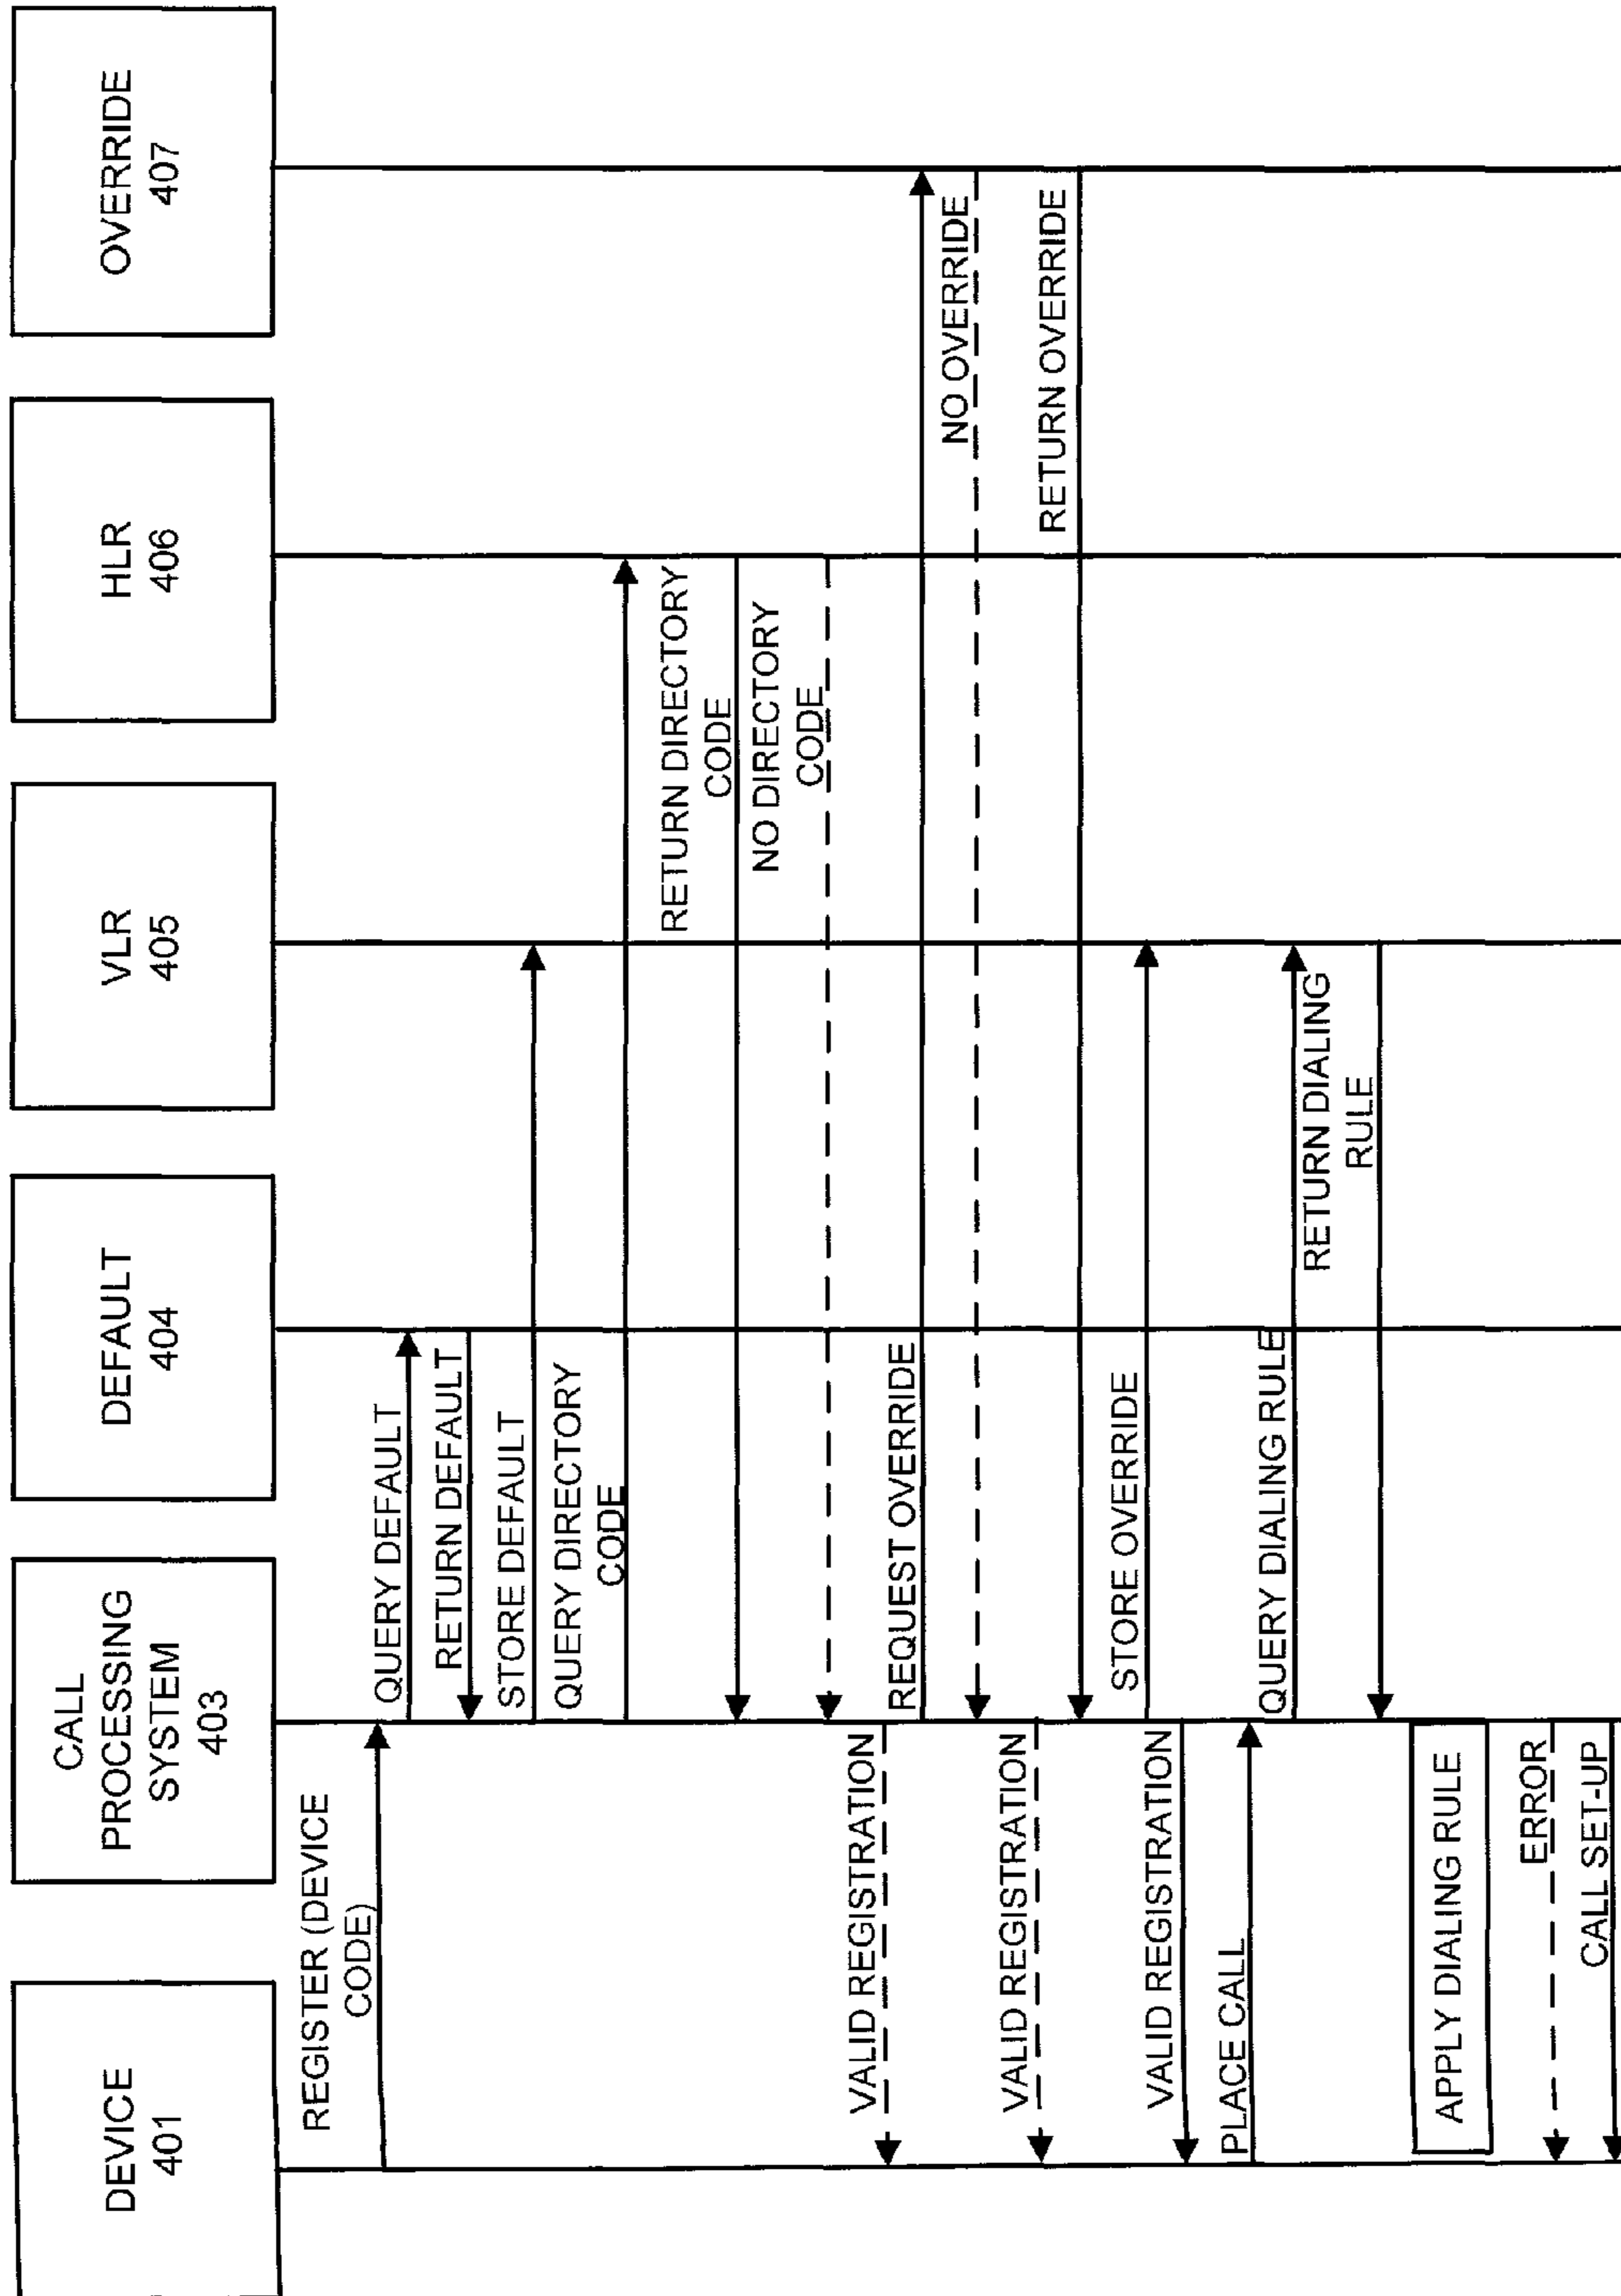 DEVICE
401
CALL
PROCESSING
SYSTEM
403
DEFAULT
404
VLR
405
HLR
406
OVERRIDE
407
REGISTER (DEVICE
CODE)
QUERY DEFAULT
RETURN DEFAULT
STORE DEFAULT
QUERY DIRECTORY
CODE
RETURN DIRECTORY
CODE
NO DIRECTORY
CODE
VALID REGISTRATION
REQUEST OVERRIDE
NO OVERRIDE
VALID REGISTRATION
RETURN OVERRIDE
STORE OVERRIDE
VALID REGISTRATION
PLACE CALL
QUERY DIALING RULE
RETURN DIALING
RULE
APPLY DIALING RULE
ERROR
CALL SET-UP